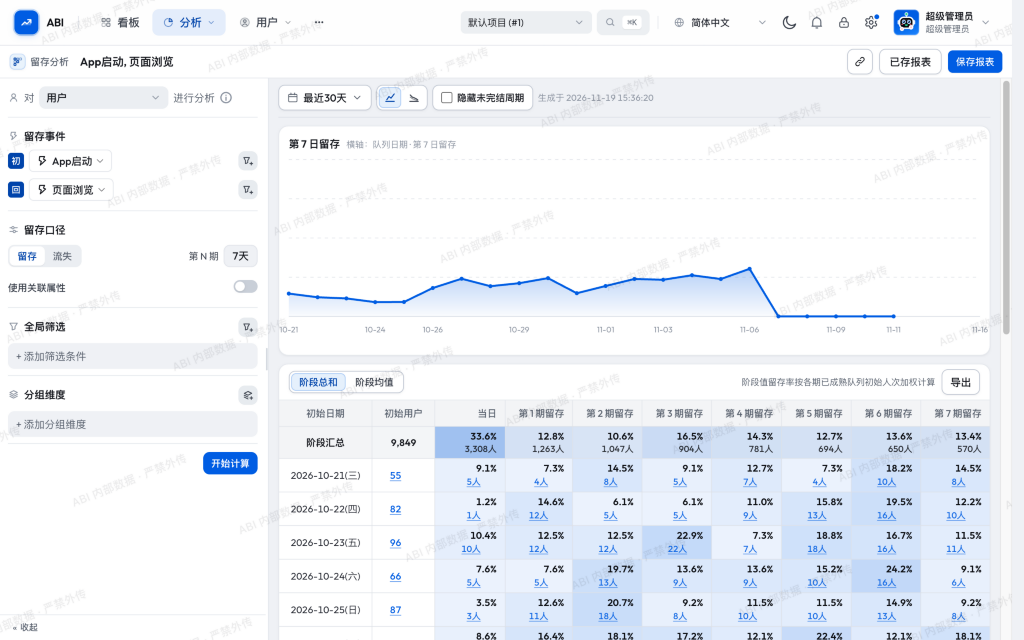 ABI / 看板 分析 用户 ··· 默认项目 (#1) ⌘K 简体中文 超级管理员
超级管理员
留存分析 App启动, 页面浏览 已存报表 保存报表
对 用户 进行分析
留存事件
初 App启动
回 页面浏览
留存口径
留存 流失 第 N 期 7天
使用关联属性
全局筛选
+ 添加筛选条件
分组维度
+ 添加分组维度
开始计算
« 收起
最近30天 隐藏未完结周期 生成于 2026-11-19 15:36:20
第 7 日留存 横轴：队列日期 · 第 7 日留存
10-21 10-24 10-26 10-29 11-01 11-03 11-06 11-09 11-11 11-16
阶段总和 阶段均值 阶段值留存率按各期已成熟队列初始人次加权计算 导出
初始日期 初始用户 当日 第 1 期留存 第 2 期留存 第 3 期留存 第 4 期留存 第 5 期留存 第 6 期留存 第 7 期留存
阶段汇总 9,849 33.6% 12.8% 10.6% 16.5% 14.3% 12.7% 13.6% 13.4%
3,308人 1,263人 1,047人 904人 781人 694人 650人 570人
2026-10-21(三) 55 9.1% 7.3% 14.5% 9.1% 12.7% 7.3% 18.2% 14.5%
5人 4人 8人 5人 7人 4人 10人 8人
2026-10-22(四) 82 1.2% 14.6% 6.1% 6.1% 11.0% 15.8% 19.5% 12.2%
1人 12人 5人 5人 9人 13人 16人 10人
2026-10-23(五) 96 10.4% 12.5% 12.5% 22.9% 7.3% 18.8% 16.7% 11.5%
10人 12人 12人 22人 7人 18人 16人 11人
2026-10-24(六) 66 7.6% 7.6% 19.7% 13.6% 13.6% 15.2% 24.2% 9.1%
5人 5人 13人 9人 9人 10人 16人 6人
2026-10-25(日) 87 3.5% 12.6% 20.7% 9.2% 11.5% 11.5% 14.9% 9.2%
3人 11人 18人 8人 10人 10人 13人 8人
8.6% 16.4% 18.1% 17.2% 12.1% 22.4% 12.1% 18.1%
ABI 内部数据 · 严禁外传